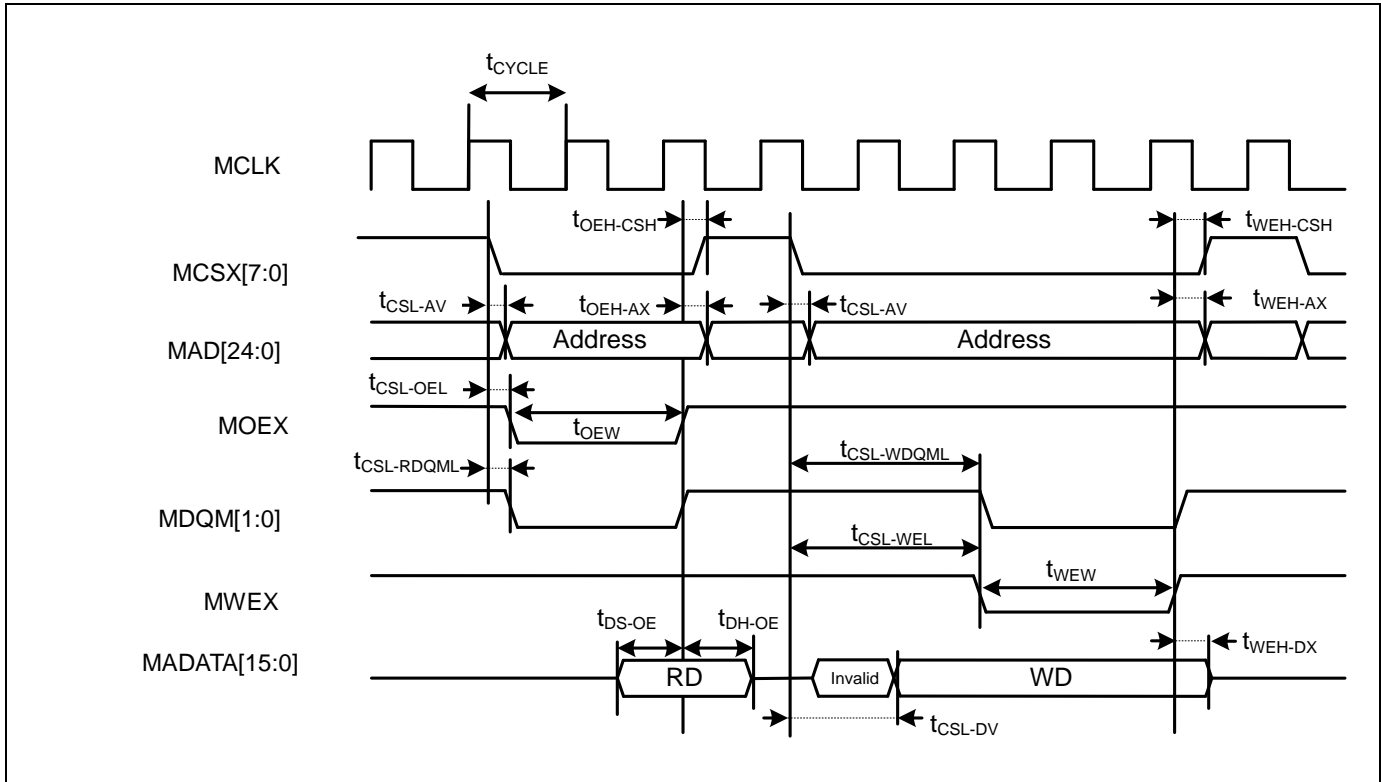 tCYCLE
MCLK
tOEH-CSH
tWEH-CSH
MCSX[7:0]
tCSL-AV
tOEH-AX
tCSL-AV
tWEH-AX
MAD[24:0]
Address
Address
tCSL-OEL
MOEX
tOEW
tCSL-RDQML
tCSL-WDQML
MDQM[1:0]
tCSL-WEL
tWEW
MWEX
tDS-OE
tDH-OE
tWEH-DX
MADATA[15:0]
RD
Invalid
WD
tCSL-DV